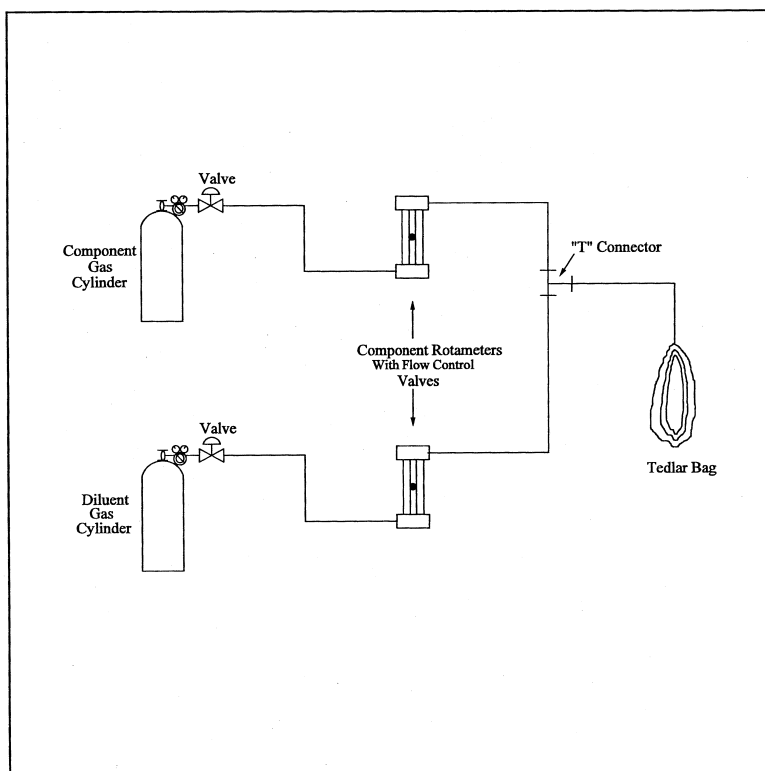 Valve
Component
Gas
Cylinder
"T" Connector
Component Rotameters
With Flow Control
Valves
Valve
Tedlar Bag
Diluent
Gas
Cylinder